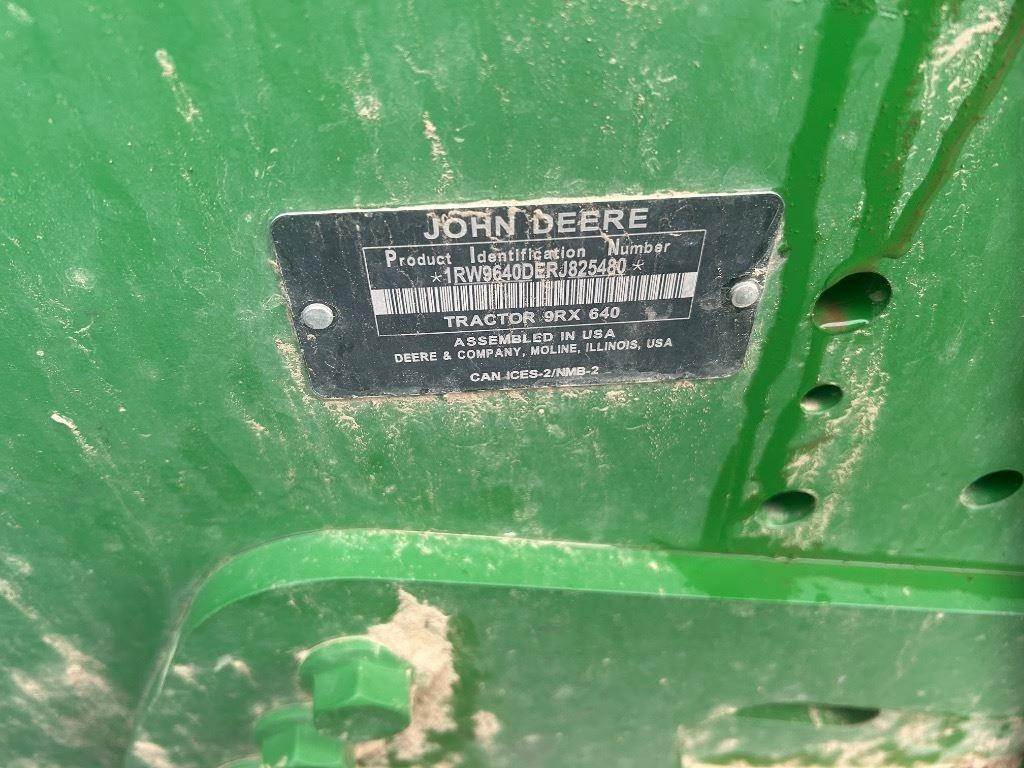 JOHN DEERE
Product Identification Number
*1RW9640DERJ825480*
TRACTOR 9RX 640
ASSEMBLED IN USA
DEERE & COMPANY, MOLINE, ILLINOIS, USA
CAN ICES-2/NMB-2